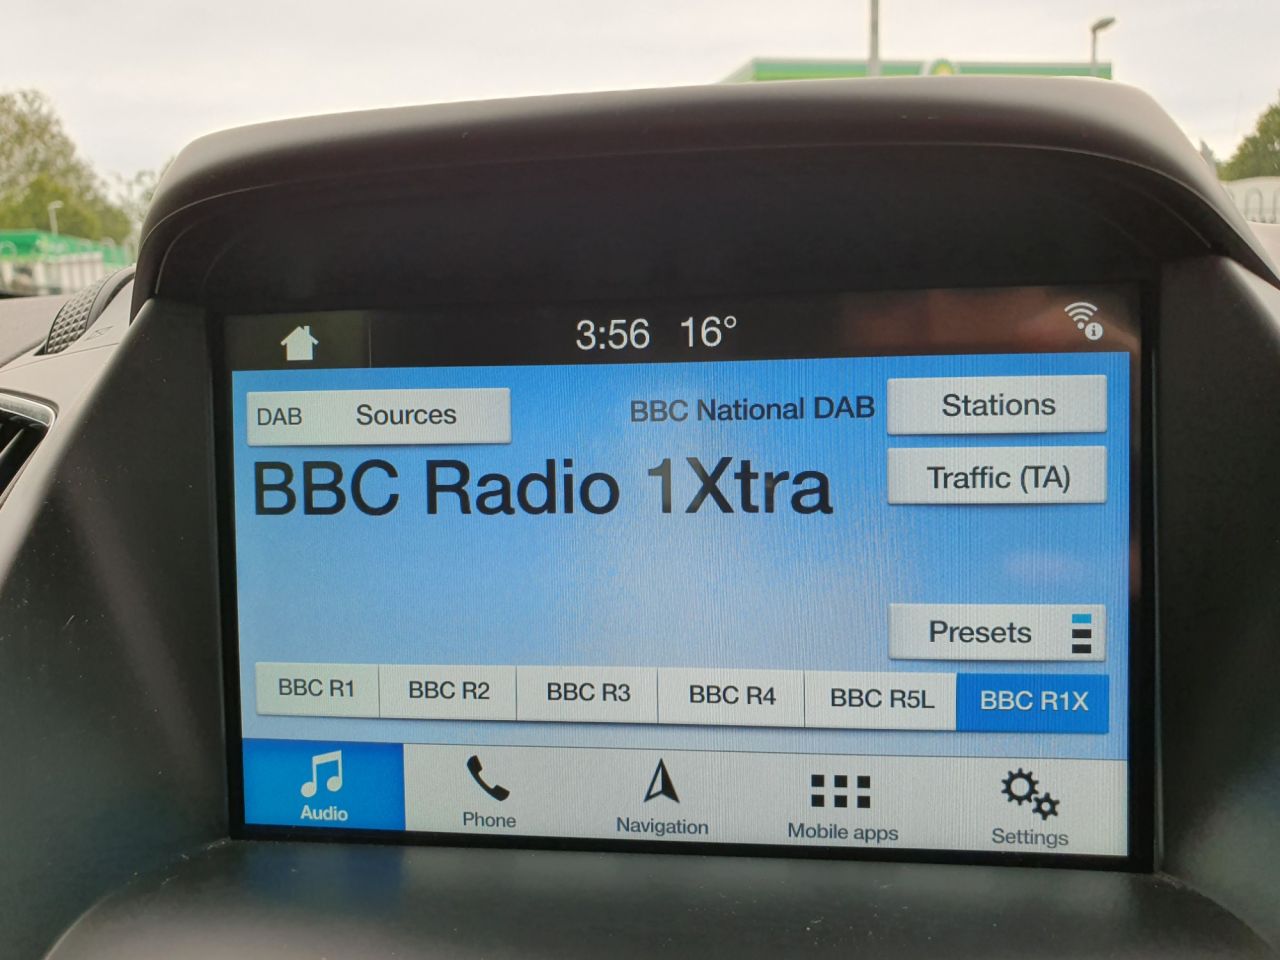 3:56 16°
DAB Sources
BBC National DAB
Stations
BBC Radio 1Xtra
Traffic (TA)
Presets
BBC R1 BBC R2 BBC R3 BBC R4 BBC R5L BBC R1X
Audio Phone Navigation Mobile apps Settings